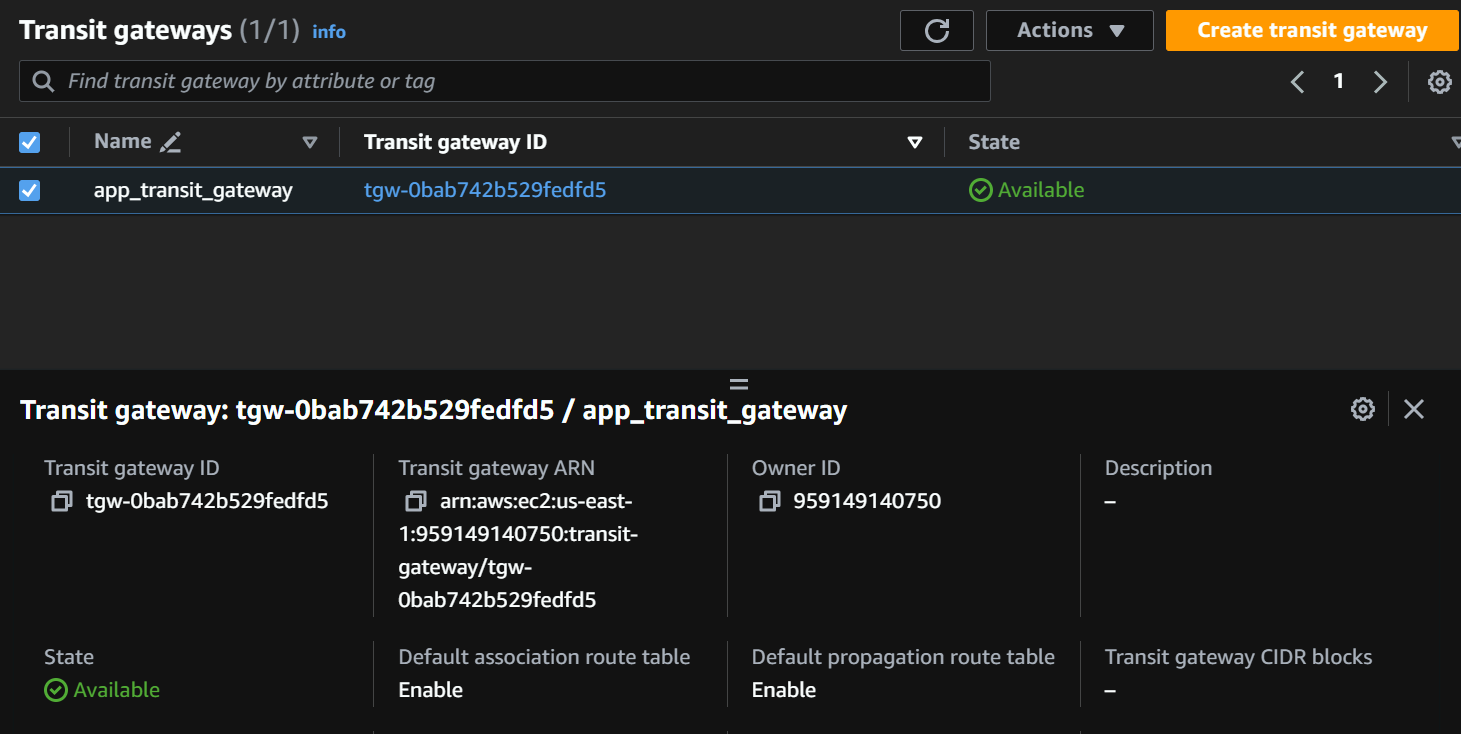 Transit gateways (1/1) info
Actions
Create transit gateway
Find transit gateway by attribute or tag
1
Name Transit gateway ID State
app_transit_gateway tgw-0bab742b529fedfd5 Available
Transit gateway: tgw-0bab742b529fedfd5 / app_transit_gateway
Transit gateway ID
tgw-0bab742b529fedfd5
Transit gateway ARN
arn:aws:ec2:us-east-
1:959149140750:transit-
gateway/tgw-
0bab742b529fedfd5
Owner ID
959149140750
Description
–
State
Available
Default association route table
Enable
Default propagation route table
Enable
Transit gateway CIDR blocks
–